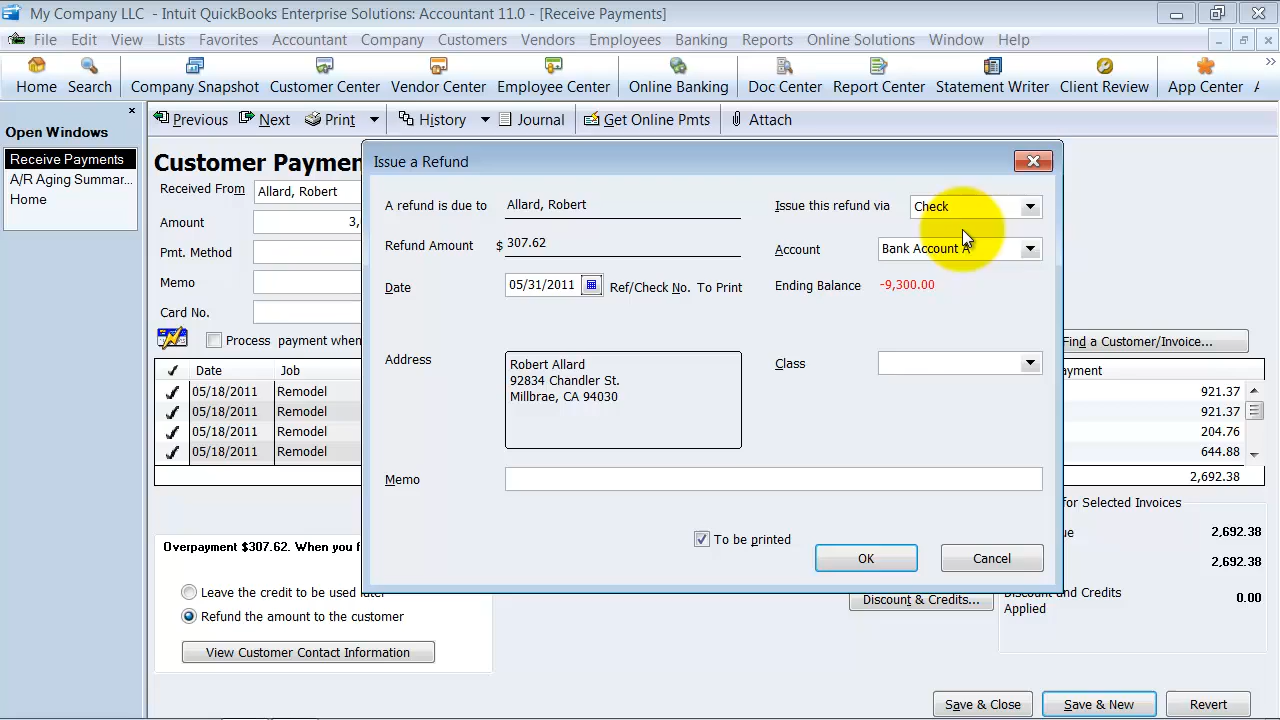 My Company LLC - Intuit QuickBooks Enterprise Solutions: Accountant 11.0 - [Receive Payments]
File Edit View Lists Favorites Accountant Company Customers Vendors Employees Banking Reports Online Solutions Window Help
Home Search Company Snapshot Customer Center Vendor Center Employee Center Online Banking Doc Center Report Center Statement Writer Client Review App Center
Open Windows
Receive Payments
A/R Aging Summar...
Home
Previous Next Print History Journal Get Online Pmts Attach
Customer Paymen
Received From Allard, Robert
Amount 3,
Pmt. Method
Memo
Card No.
Process payment when
Find a Customer/Invoice...
Date Job ayment
05/18/2011 Remodel 921.37
05/18/2011 Remodel 921.37
05/18/2011 Remodel 204.76
05/18/2011 Remodel 644.88
2,692.38
Issue a Refund
A refund is due to Allard, Robert
Issue this refund via Check
Refund Amount $ 307.62
Account Bank Account A
Date 05/31/2011 Ref/Check No. To Print
Ending Balance -9,300.00
Address
Robert Allard
92834 Chandler St.
Millbrae, CA 94030
Class
Memo
To be printed
OK Cancel
Overpayment $307.62. When you f
Leave the credit to be used later
Refund the amount to the customer
View Customer Contact Information
for Selected Invoices
ue 2,692.38
2,692.38
Discount and Credits
Applied 0.00
Discount & Credits...
Save & Close Save & New Revert